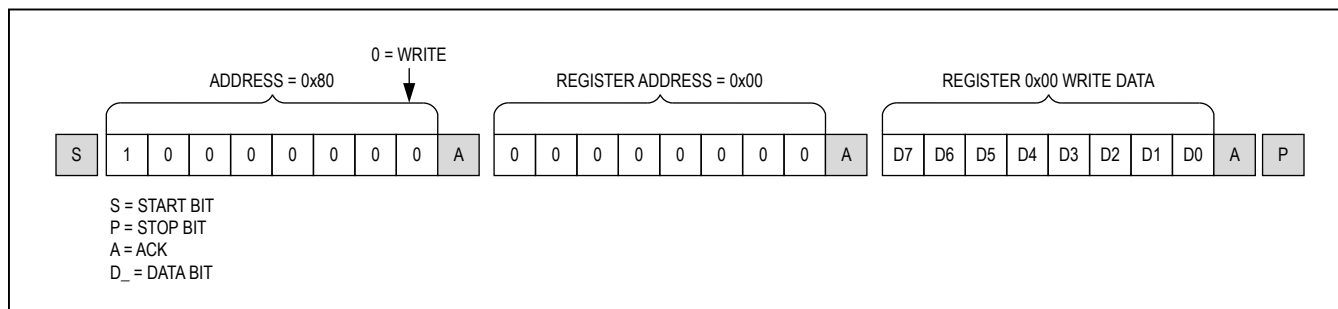 0 = WRITE
ADDRESS = 0x80 REGISTER ADDRESS = 0x00 REGISTER 0x00 WRITE DATA
S 1 0 0 0 0 0 0 0 A 0 0 0 0 0 0 0 0 A D7 D6 D5 D4 D3 D2 D1 D0 A P
S = START BIT
P = STOP BIT
A = ACK
D_ = DATA BIT